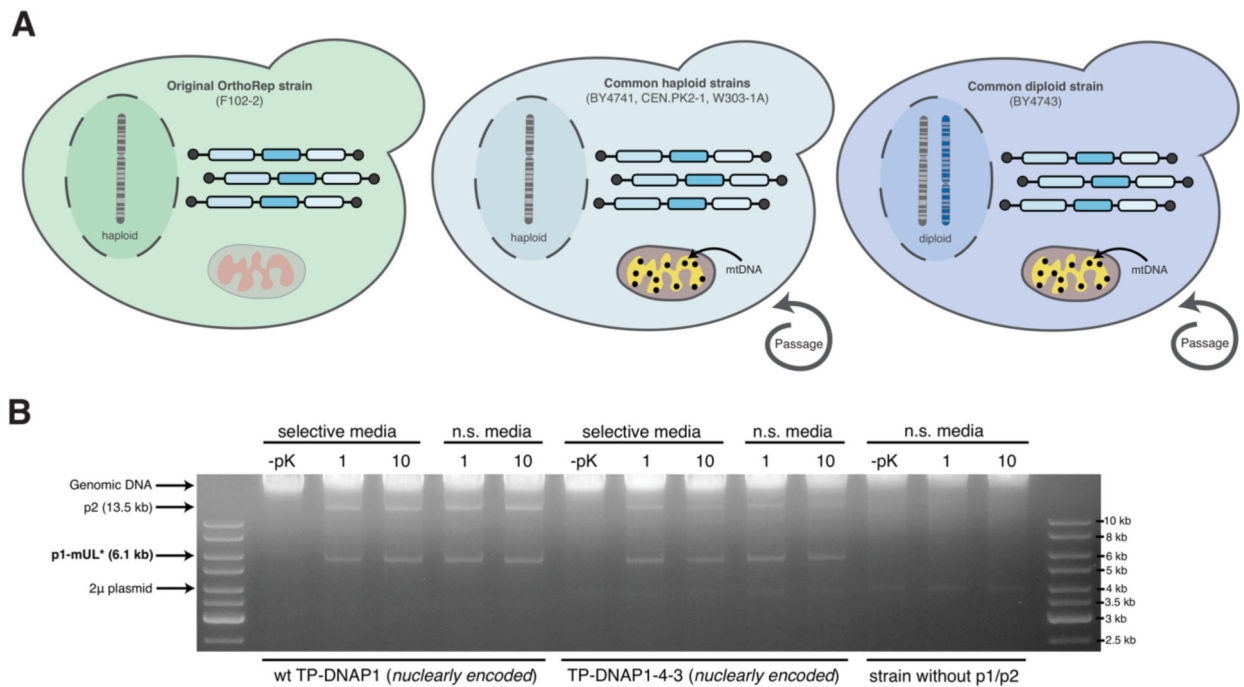 A
Original OrthoRep strain
(F102-2)
haploid
Common haploid strains
(BY4741, CEN.PK2-1, W303-1A)
haploid
mtDNA
Passage
Common diploid strain
(BY4743)
diploid
mtDNA
Passage
B
selective media
n.s. media
selective media
n.s. media
n.s. media
-pK 1 10 1 10 -pK 1 10 1 10 -pK 1 10
Genomic DNA
p2 (13.5 kb)
p1-mUL* (6.1 kb)
2μ plasmid
10 kb
8 kb
6 kb
5 kb
4 kb
3.5 kb
3 kb
2.5 kb
wt TP-DNAP1 (nuclearly encoded)
TP-DNAP1-4-3 (nuclearly encoded)
strain without p1/p2